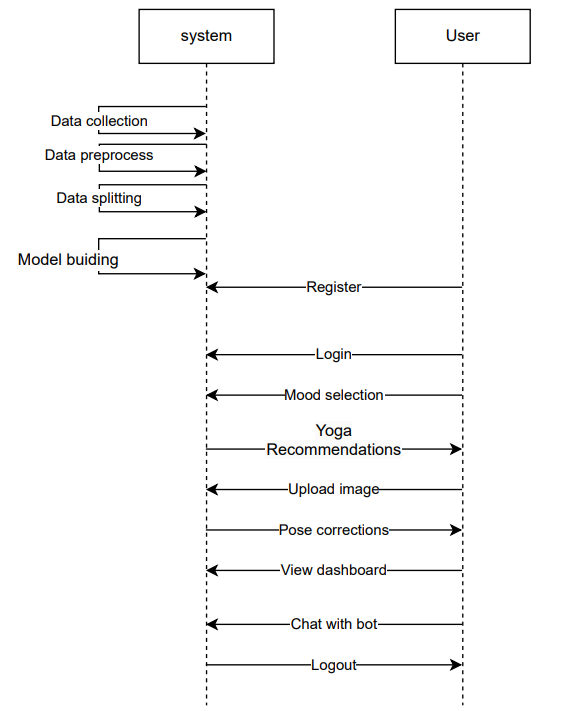 system
User
Data collection
Data preprocess
Data splitting
Model buiding
Register
Login
Mood selection
Yoga
Recommendations
Upload image
Pose corrections
View dashboard
Chat with bot
Logout